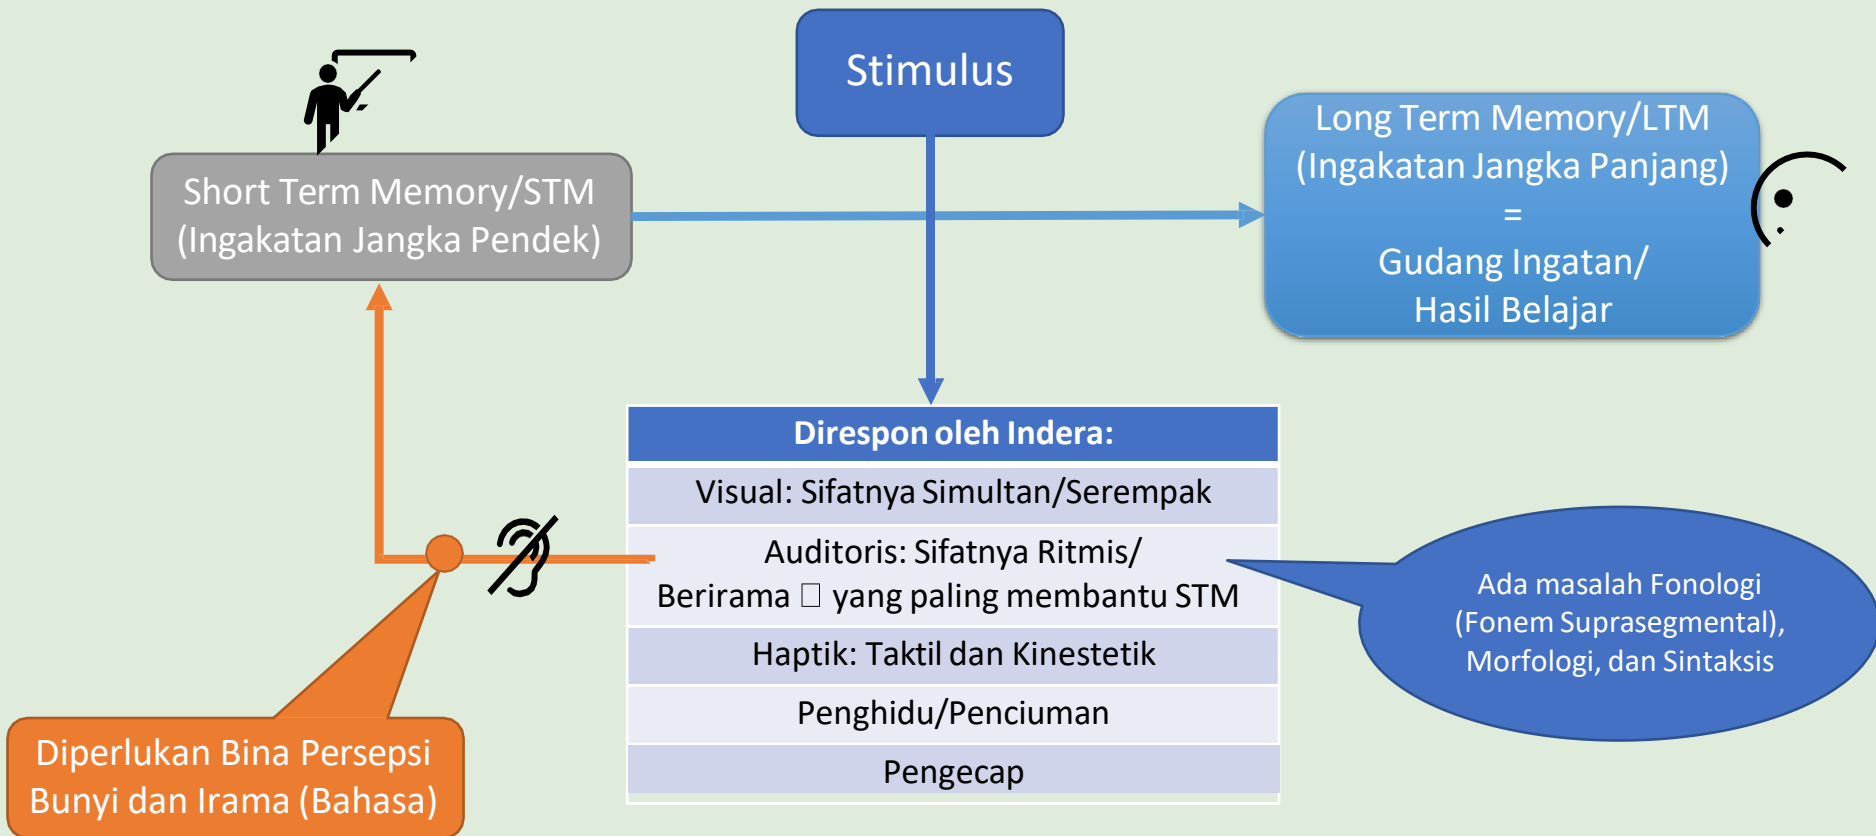 Stimulus
Short Term Memory/STM
(Ingakatan Jangka Pendek)
Long Term Memory/LTM
(Ingakatan Jangka Panjang)
=
Gudang Ingatan/
Hasil Belajar
Direspon oleh Indera:
Visual: Sifatnya Simultan/Serempak
Auditoris: Sifatnya Ritmis/
Berirama □ yang paling membantu STM
Haptik: Taktil dan Kinestetik
Penghidu/Penciuman
Pengecap
Ada masalah Fonologi
(Fonem Suprasegmental),
Morfologi, dan Sintaksis
Diperlukan Bina Persepsi
Bunyi dan Irama (Bahasa)